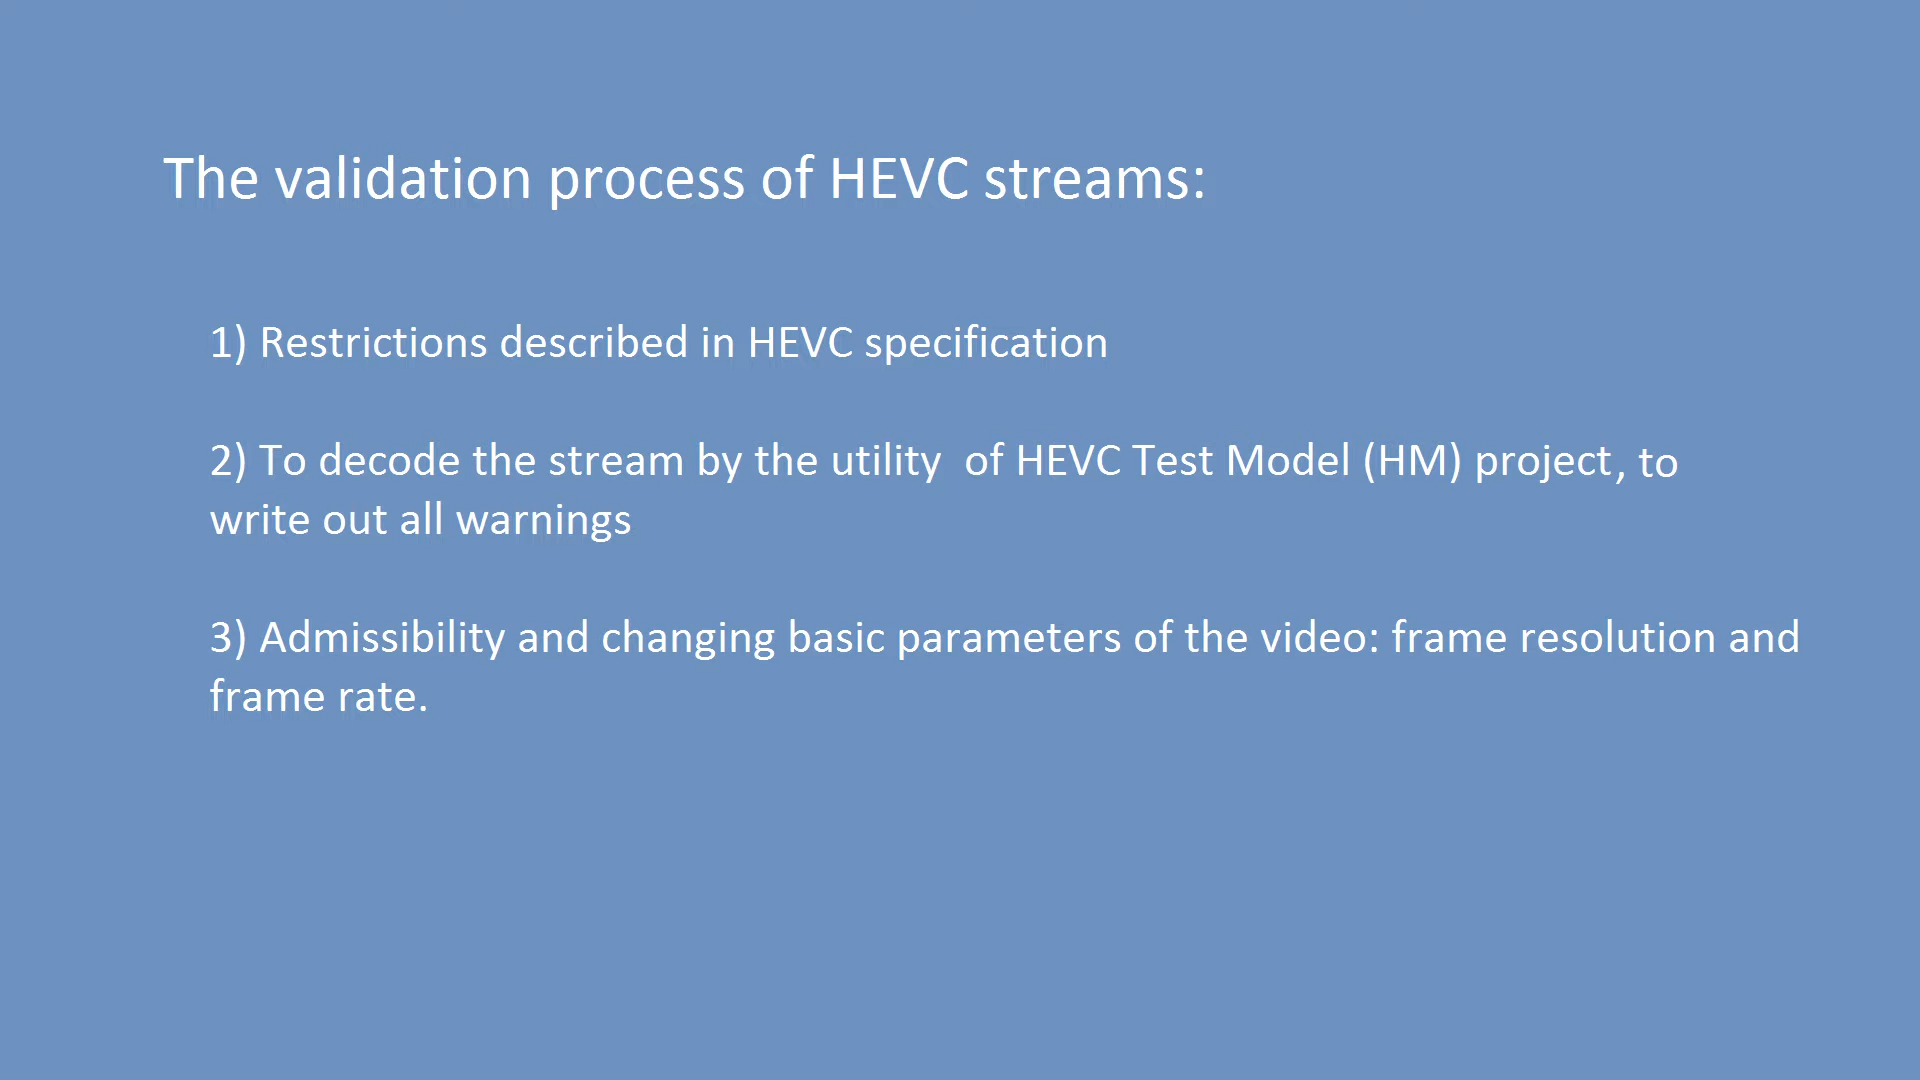 The validation process of HEVC streams:
1) Restrictions described in HEVC specification
2) To decode the stream by the utility  of HEVC Test Model (HM) project, to
write out all warnings
3) Admissibility and changing basic parameters of the video: frame resolution and
frame rate.